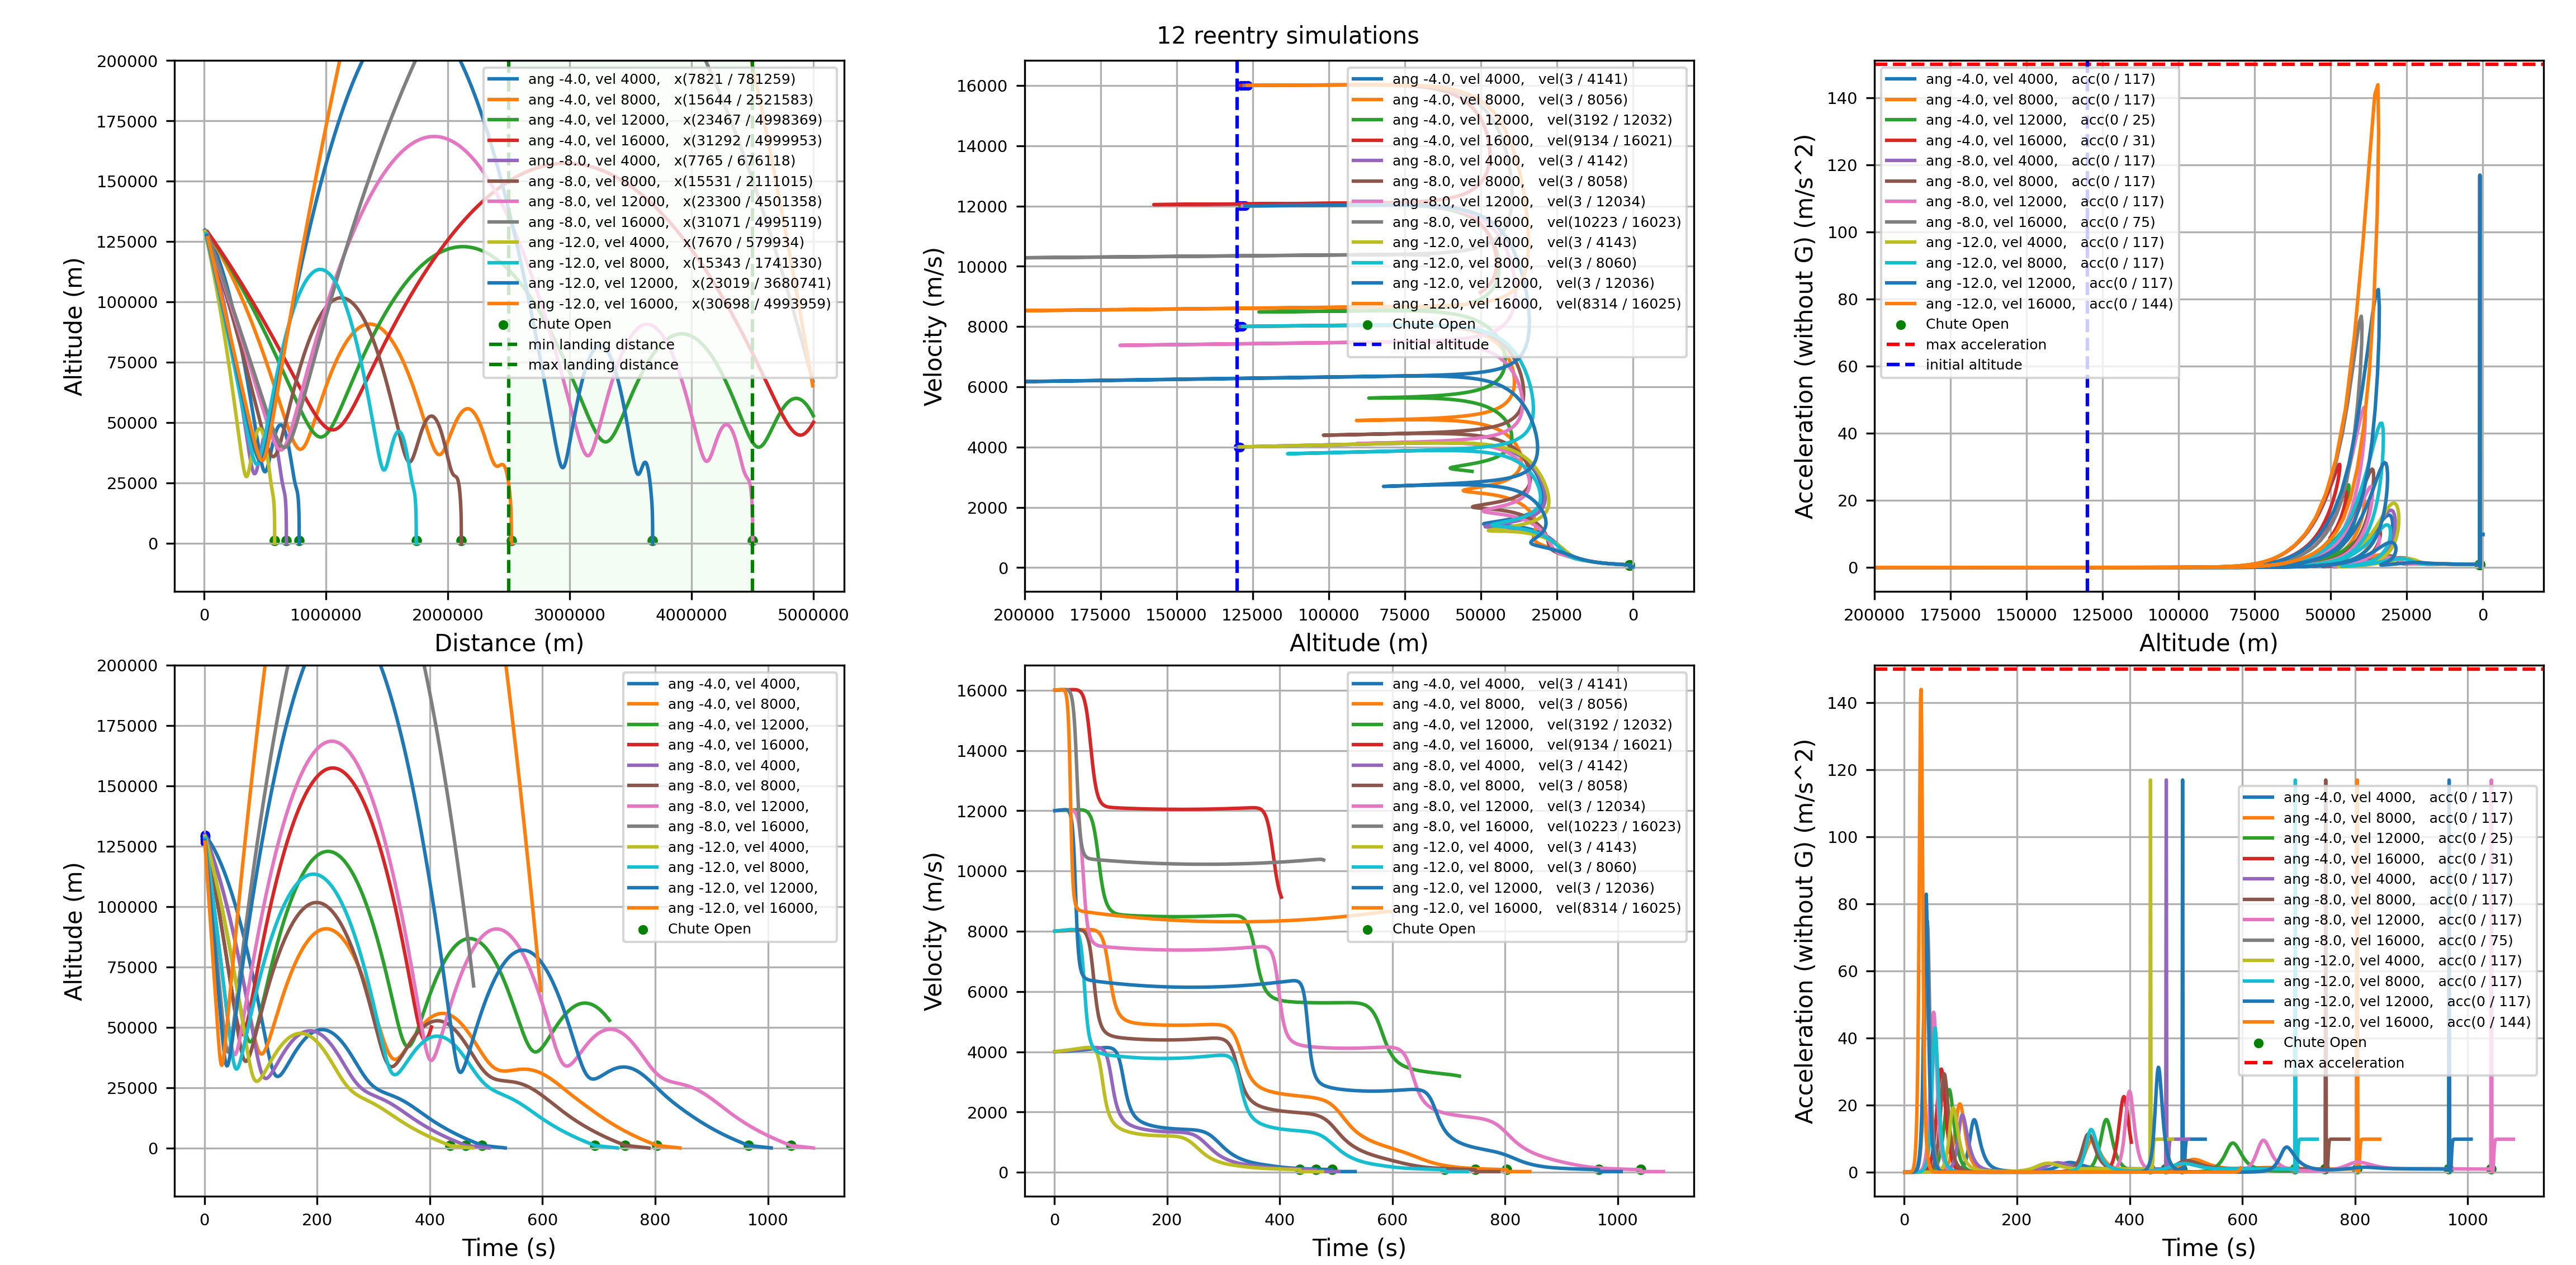 12 reentry simulations
200000
175000
150000
125000
100000
75000
50000
25000
0
Altitude (m)
ang -4.0, vel 4000, x(7821 / 781259)
ang -4.0, vel 8000, x(15644 / 2521583)
ang -4.0, vel 12000, x(23467 / 4998369)
ang -4.0, vel 16000, x(31292 / 4999953)
ang -8.0, vel 4000, x(7765 / 676118)
ang -8.0, vel 8000, x(15531 / 2111015)
ang -8.0, vel 12000, x(23300 / 4501358)
ang -8.0, vel 16000, x(31071 / 4995119)
ang -12.0, vel 4000, x(7670 / 579934)
ang -12.0, vel 8000, x(15343 / 1741330)
ang -12.0, vel 12000, x(23019 / 3680741)
ang -12.0, vel 16000, x(30698 / 4993959)
Chute Open
min landing distance
max landing distance
0 1000000 2000000 3000000 4000000 5000000
Distance (m)
16000
14000
12000
10000
8000
6000
4000
2000
0
Velocity (m/s)
ang -4.0, vel 4000, vel(3 / 4141)
ang -4.0, vel 8000, vel(3 / 8056)
ang -4.0, vel 12000, vel(3192 / 12032)
ang -4.0, vel 16000, vel(9134 / 16021)
ang -8.0, vel 4000, vel(3 / 4142)
ang -8.0, vel 8000, vel(3 / 8058)
ang -8.0, vel 12000, vel(3 / 12034)
ang -8.0, vel 16000, vel(10223 / 16023)
ang -12.0, vel 4000, vel(3 / 4143)
ang -12.0, vel 8000, vel(3 / 8060)
ang -12.0, vel 12000, vel(3 / 12036)
ang -12.0, vel 16000, vel(8314 / 16025)
Chute Open
initial altitude
200000 175000 150000 125000 100000 75000 50000 25000 0
Altitude (m)
140
120
100
80
60
40
20
0
Acceleration (without G) (m/s^2)
ang -4.0, vel 4000, acc(0 / 117)
ang -4.0, vel 8000, acc(0 / 117)
ang -4.0, vel 12000, acc(0 / 25)
ang -4.0, vel 16000, acc(0 / 31)
ang -8.0, vel 4000, acc(0 / 117)
ang -8.0, vel 8000, acc(0 / 117)
ang -8.0, vel 12000, acc(0 / 117)
ang -8.0, vel 16000, acc(0 / 75)
ang -12.0, vel 4000, acc(0 / 117)
ang -12.0, vel 8000, acc(0 / 117)
ang -12.0, vel 12000, acc(0 / 117)
ang -12.0, vel 16000, acc(0 / 144)
Chute Open
max acceleration
initial altitude
200000 175000 150000 125000 100000 75000 50000 25000 0
Altitude (m)
200000
175000
150000
125000
100000
75000
50000
25000
0
Altitude (m)
ang -4.0, vel 4000,
ang -4.0, vel 8000,
ang -4.0, vel 12000,
ang -4.0, vel 16000,
ang -8.0, vel 4000,
ang -8.0, vel 8000,
ang -8.0, vel 12000,
ang -8.0, vel 16000,
ang -12.0, vel 4000,
ang -12.0, vel 8000,
ang -12.0, vel 12000,
ang -12.0, vel 16000,
Chute Open
0 200 400 600 800 1000
Time (s)
16000
14000
12000
10000
8000
6000
4000
2000
0
Velocity (m/s)
ang -4.0, vel 4000, vel(3 / 4141)
ang -4.0, vel 8000, vel(3 / 8056)
ang -4.0, vel 12000, vel(3192 / 12032)
ang -4.0, vel 16000, vel(9134 / 16021)
ang -8.0, vel 4000, vel(3 / 4142)
ang -8.0, vel 8000, vel(3 / 8058)
ang -8.0, vel 12000, vel(3 / 12034)
ang -8.0, vel 16000, vel(10223 / 16023)
ang -12.0, vel 4000, vel(3 / 4143)
ang -12.0, vel 8000, vel(3 / 8060)
ang -12.0, vel 12000, vel(3 / 12036)
ang -12.0, vel 16000, vel(8314 / 16025)
Chute Open
0 200 400 600 800 1000
Time (s)
140
120
100
80
60
40
20
0
Acceleration (without G) (m/s^2)
ang -4.0, vel 4000, acc(0 / 117)
ang -4.0, vel 8000, acc(0 / 117)
ang -4.0, vel 12000, acc(0 / 25)
ang -4.0, vel 16000, acc(0 / 31)
ang -8.0, vel 4000, acc(0 / 117)
ang -8.0, vel 8000, acc(0 / 117)
ang -8.0, vel 12000, acc(0 / 117)
ang -8.0, vel 16000, acc(0 / 75)
ang -12.0, vel 4000, acc(0 / 117)
ang -12.0, vel 8000, acc(0 / 117)
ang -12.0, vel 12000, acc(0 / 117)
ang -12.0, vel 16000, acc(0 / 144)
Chute Open
max acceleration
0 200 400 600 800 1000
Time (s)